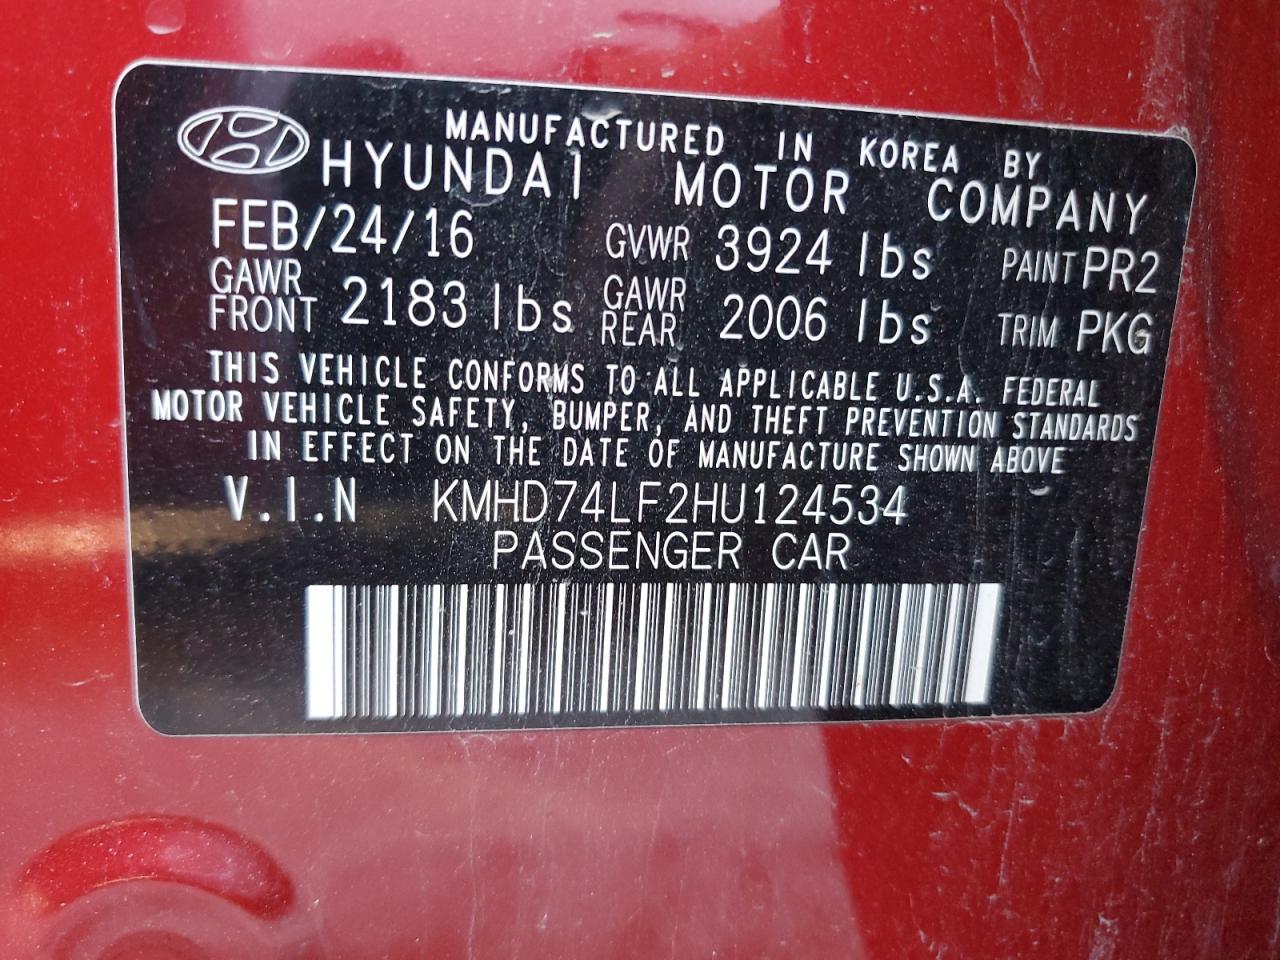 MANUFACTURED IN KOREA BY
HYUNDAI MOTOR COMPANY
FEB/24/16 GVWR 3924 lbs PAINT PR2
GAWR FRONT 2183 lbs GAWR REAR 2006 lbs TRIM PKG
THIS VEHICLE CONFORMS TO ALL APPLICABLE U.S.A. FEDERAL
MOTOR VEHICLE SAFETY, BUMPER, AND THEFT PREVENTION STANDARDS
IN EFFECT ON THE DATE OF MANUFACTURE SHOWN ABOVE
V.I.N KMHD74LF2HU124534
PASSENGER CAR